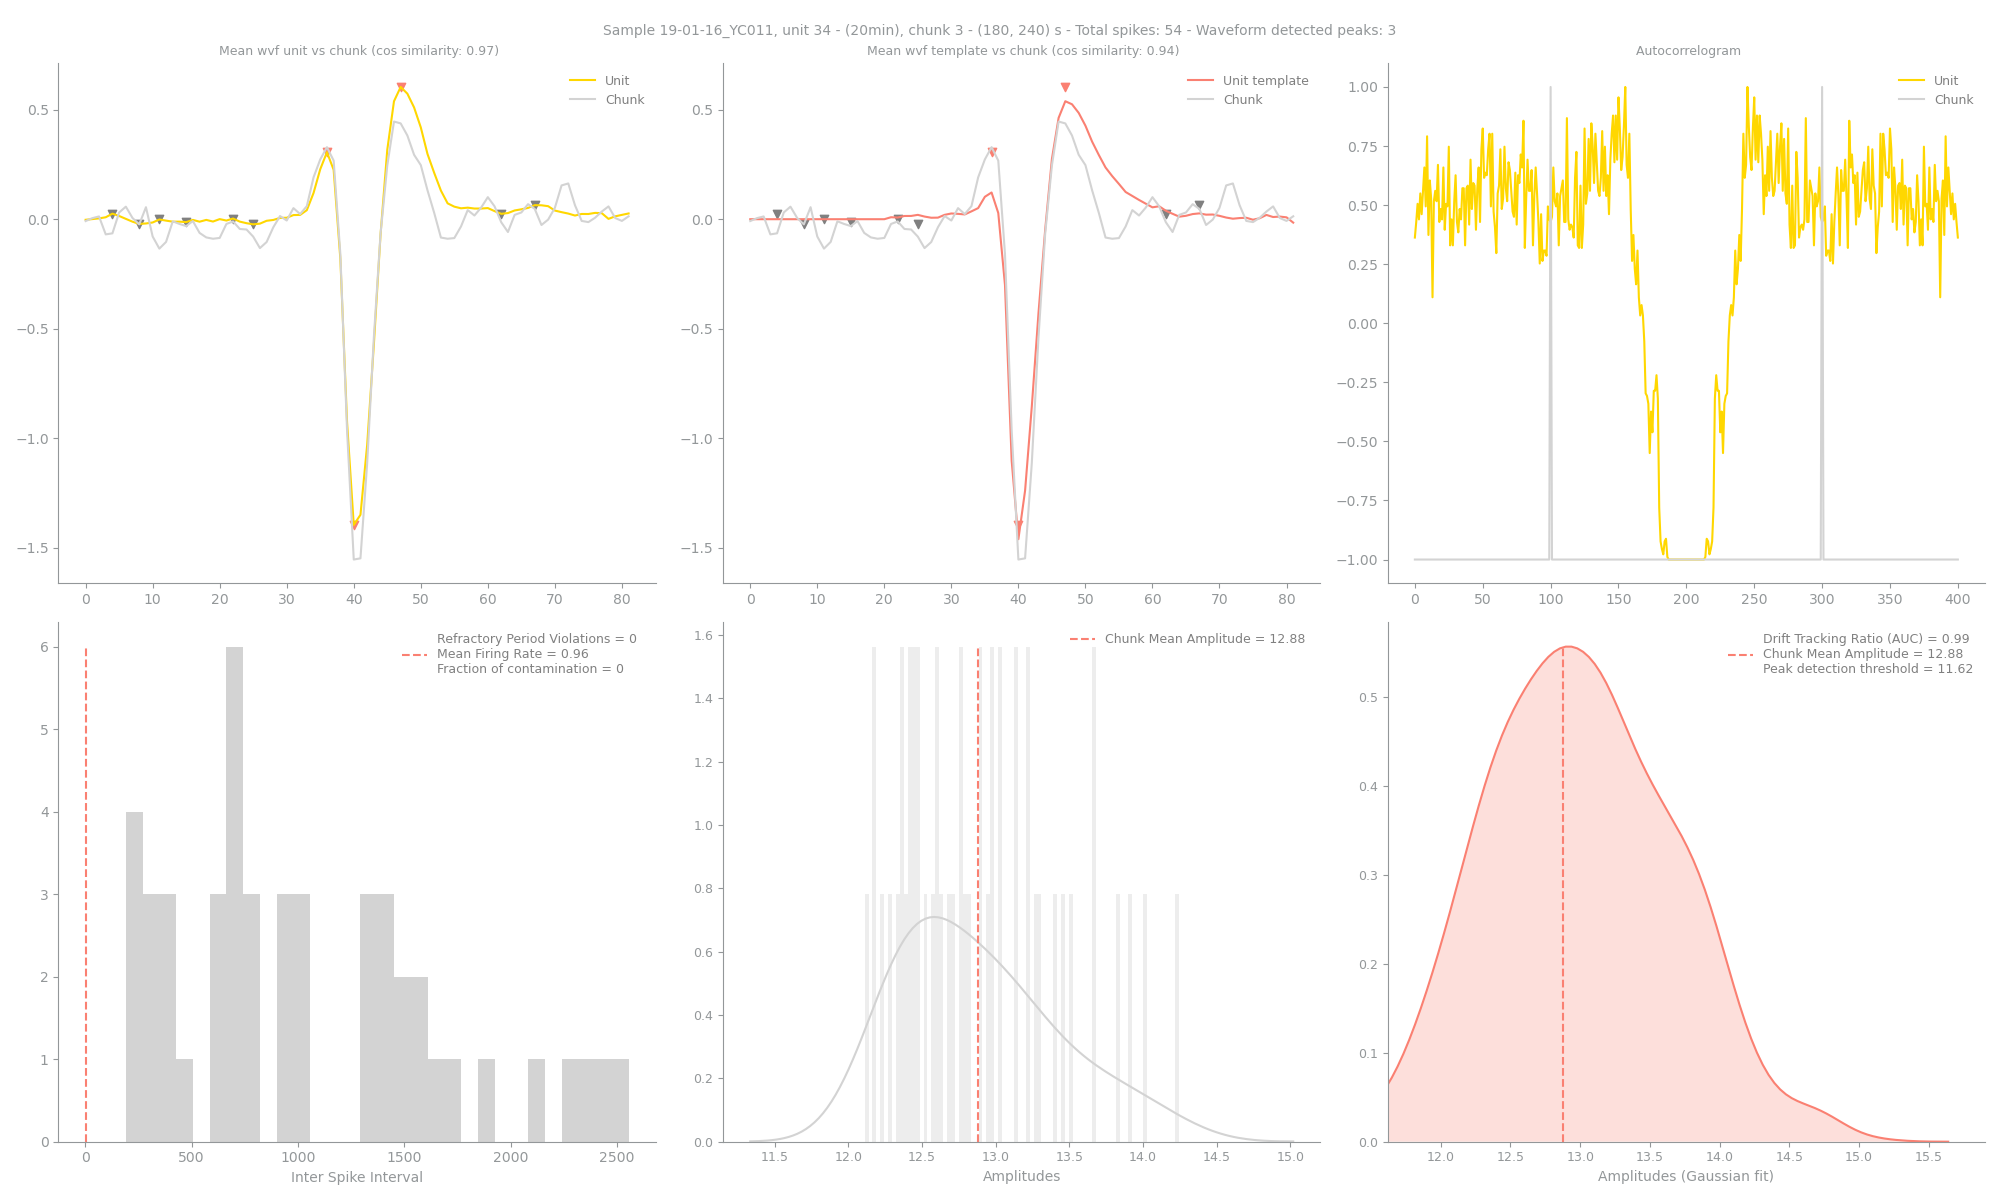 Sample 19-01-16_YC011, unit 34 - (20min), chunk 3 - (180, 240) s - Total spikes: 54 - Waveform detected peaks: 3
Mean wvf unit vs chunk (cos similarity: 0.97)
Unit
Chunk
0.5
0.0
−0.5
−1.0
−1.5
0 10 20 30 40 50 60 70 80
Mean wvf template vs chunk (cos similarity: 0.94)
Unit template
Chunk
0.5
0.0
−0.5
−1.0
−1.5
0 10 20 30 40 50 60 70 80
Autocorrelogram
Unit
Chunk
1.00
0.75
0.50
0.25
0.00
−0.25
−0.50
−0.75
−1.00
0 50 100 150 200 250 300 350 400
Refractory Period Violations = 0
Mean Firing Rate = 0.96
Fraction of contamination = 0
6
5
4
3
2
1
0
0 500 1000 1500 2000 2500
Inter Spike Interval
Chunk Mean Amplitude = 12.88
1.6
1.4
1.2
1.0
0.8
0.6
0.4
0.2
0.0
11.5 12.0 12.5 13.0 13.5 14.0 14.5 15.0
Amplitudes
Drift Tracking Ratio (AUC) = 0.99
Chunk Mean Amplitude = 12.88
Peak detection threshold = 11.62
0.5
0.4
0.3
0.2
0.1
0.0
12.0 12.5 13.0 13.5 14.0 14.5 15.0 15.5
Amplitudes (Gaussian fit)